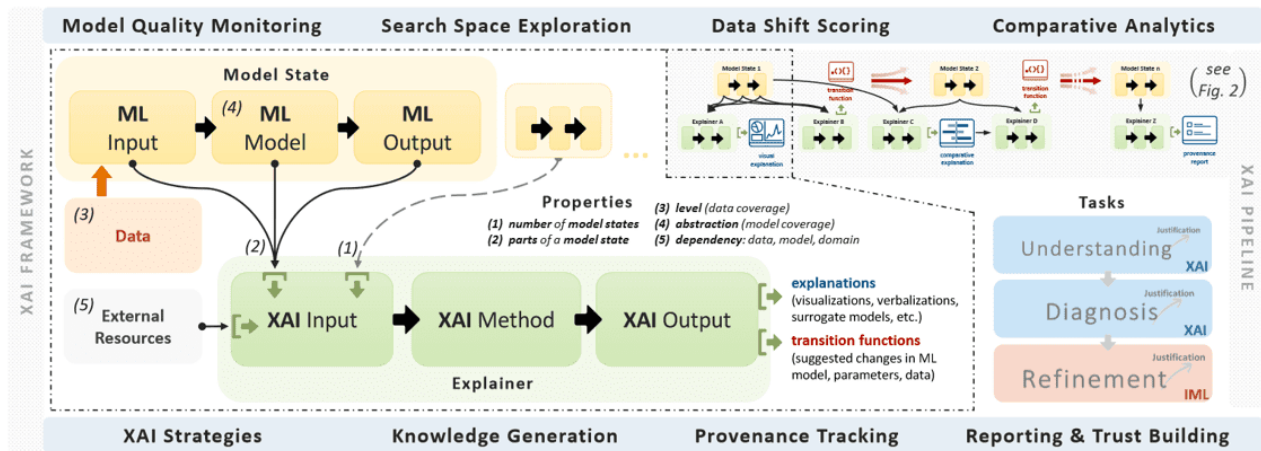 Model Quality Monitoring
Search Space Exploration
Data Shift Scoring
Comparative Analytics
XAI FRAMEWORK
Model State
ML
Input
(4)
ML
Model
ML
Output
...
(3)
Data
(2)
(1)
Properties
(1) number of model states
(2) parts of a model state
(3) level (data coverage)
(4) abstraction (model coverage)
(5) dependency: data, model, domain
(5)
External
Resources
XAI Input
XAI Method
XAI Output
Explainer
explanations
(visualizations, verbalizations,
surrogate models, etc.)
transition functions
(suggested changes in ML
model, parameters, data)
Model State 1
transition
function
Model State 2
transition
function
Model State n
(see
Fig. 2)
Explainer A
visual
explanation
Explainer B
Explainer C
comparative
explanation
Explainer D
Explainer Z
provenance
report
XAI PIPELINE
Tasks
Understanding
Justification
XAI
Diagnosis
Justification
XAI
Refinement
Justification
IML
XAI Strategies
Knowledge Generation
Provenance Tracking
Reporting & Trust Building